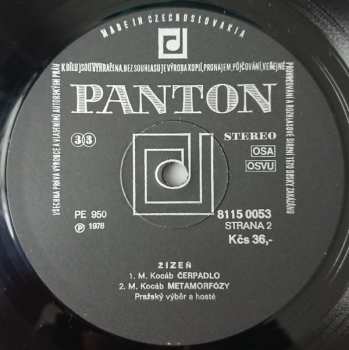 MADE IN CZECHOSLOVAKIA
K DÍLU JSOU VYHRAŽENA, BEZ SOUHLASU JE VÝROBA KOPIÍ, PRONÁJEM, PŮJČOVÁNÍ, VEŘEJNÉ
PROVOZOVÁNÍ A ROZHLASOVÉ ŠÍŘENÍ TÉTO DESKY ZAKÁZÁNO
VŠECHNA PRÁVA VÝROBCE A VLASTNÍKŮ AUTORSKÝCH PRÁV
PANTON
33
STEREO
OSA
OSVU
PE 950
8115 0053
Ⓟ 1978
STRANA 2
Kčs 36,-
ŽÍZEŇ
1. M. Kocáb ČERPADLO
2. M. Kocáb METAMORFÓZY
Pražský výběr a hosté